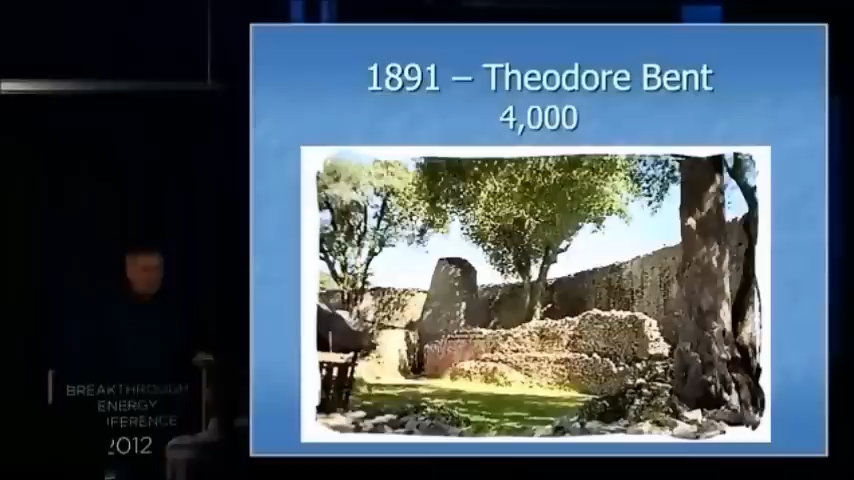 1891 – Theodore Bent
4,000
BREAKTHROUGH
ENERGY
2012